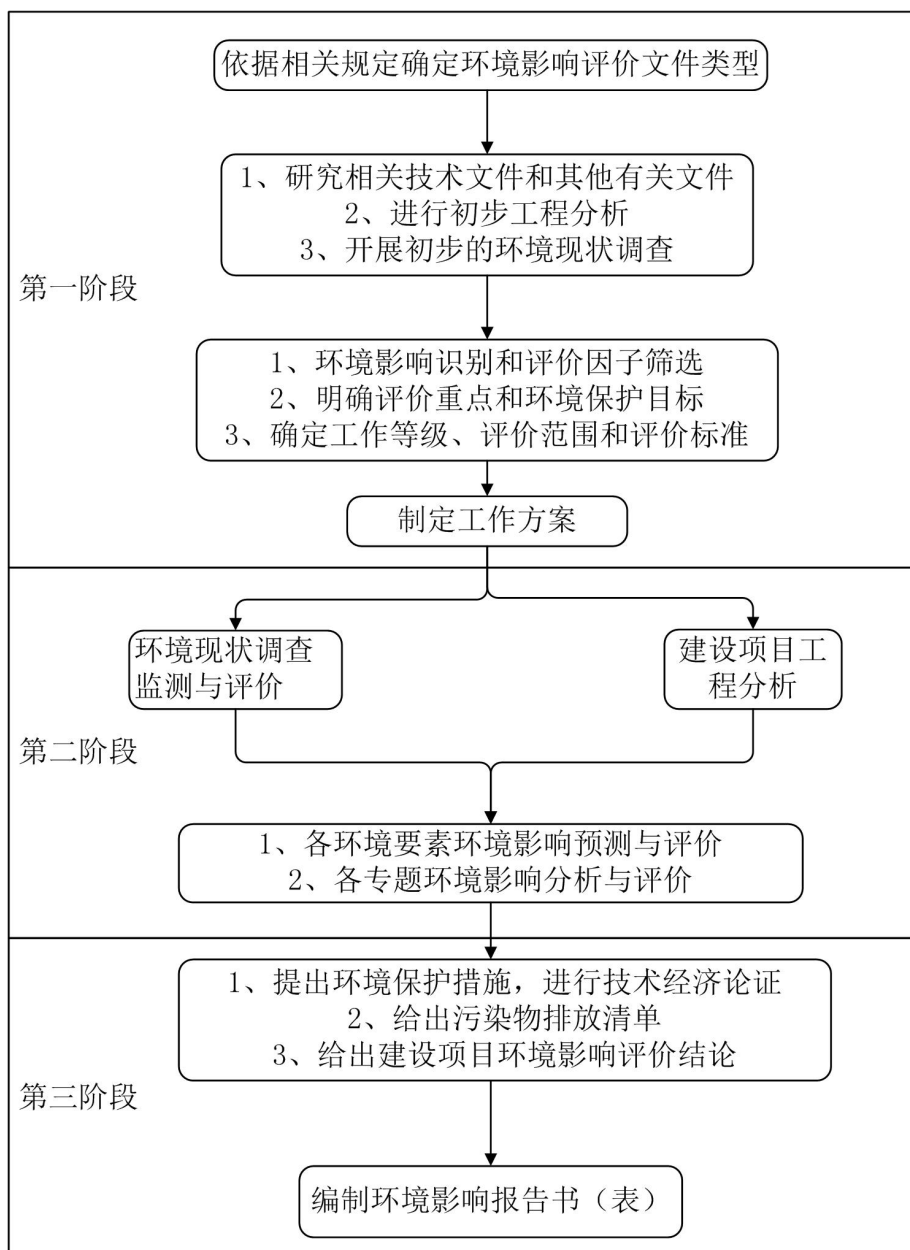 依据相关规定确定环境影响评价文件类型
1、研究相关技术文件和其他有关文件
2、进行初步工程分析
3、开展初步的环境现状调查
第一阶段
1、环境影响识别和评价因子筛选
2、明确评价重点和环境保护目标
3、确定工作等级、评价范围和评价标准
制定工作方案
环境现状调查
监测与评价
建设项目工
程分析
第二阶段
1、各环境要素环境影响预测与评价
2、各专题环境影响分析与评价
1、提出环境保护措施，进行技术经济论证
2、给出污染物排放清单
3、给出建设项目环境影响评价结论
第三阶段
编制环境影响报告书（表）